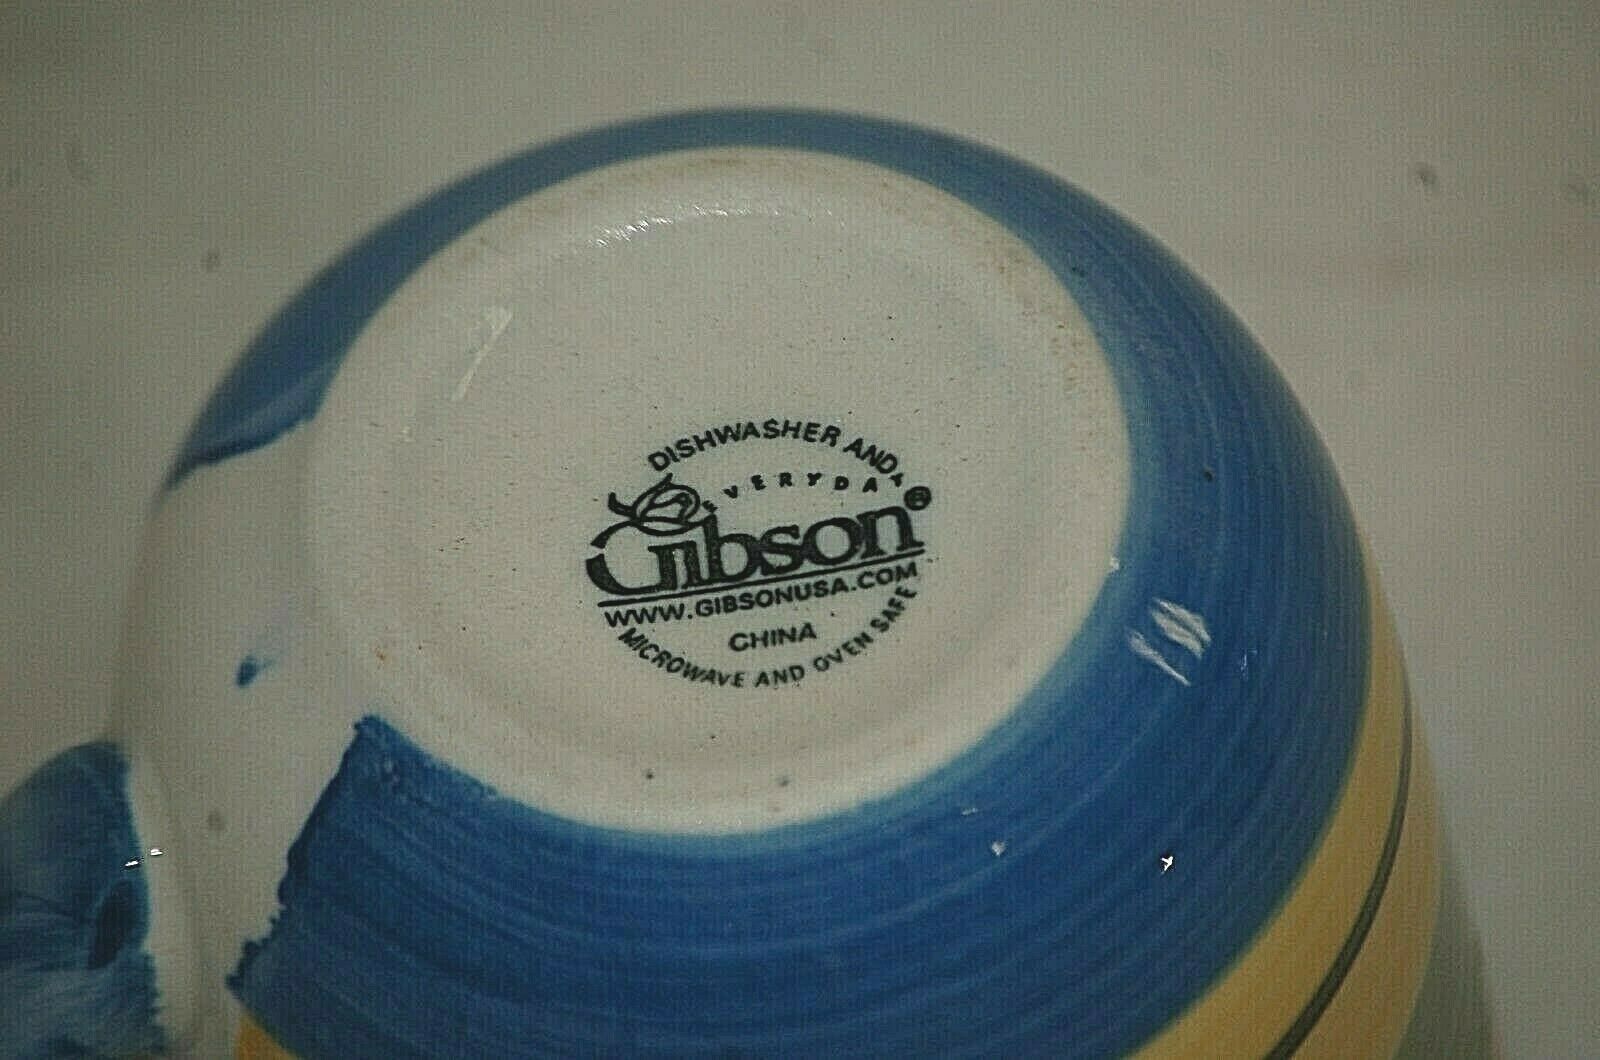 DISHWASHER AND
EVERYDAY
Gibson®
WWW.GIBSONUSA.COM
CHINA
MICROWAVE AND OVEN SAFE